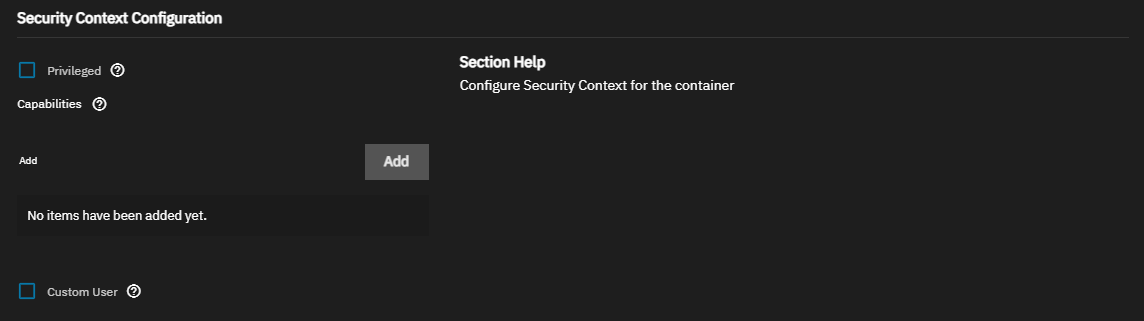 Security Context Configuration
Privileged
Section Help
Configure Security Context for the container
Capabilities
Add
Add
No items have been added yet.
Custom User